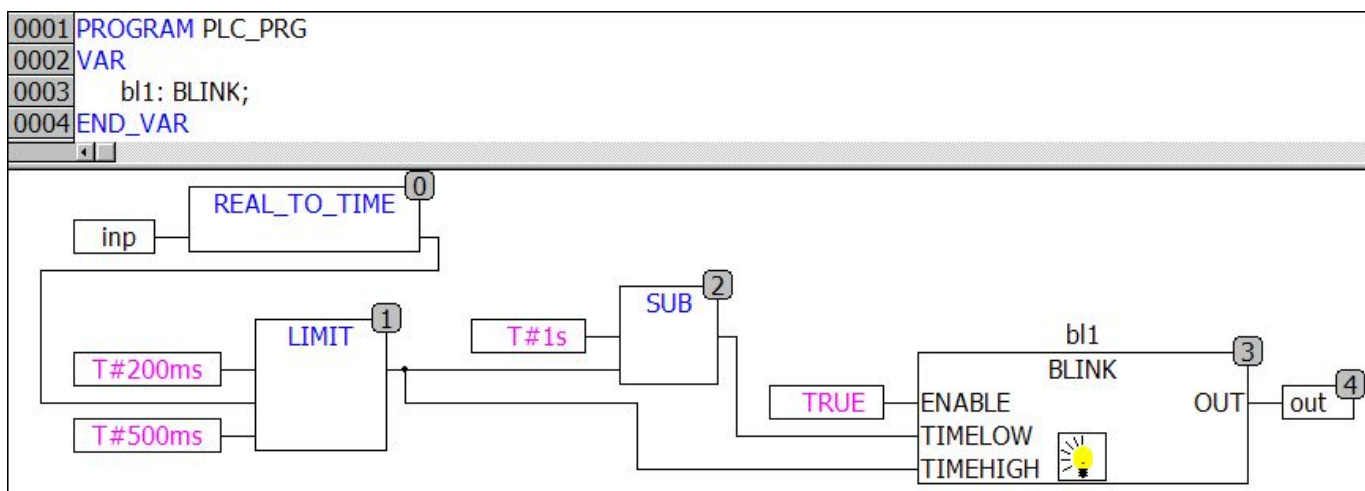 0001 PROGRAM PLC_PRG
0002 VAR
0003 bl1: BLINK;
0004 END_VAR
0
REAL_TO_TIME
inp
1
LIMIT
T#200ms
T#500ms
2
SUB
T#1s
bl1
3
BLINK
TRUE
ENABLE
TIMELOW
TIMEHIGH
OUT
4
out